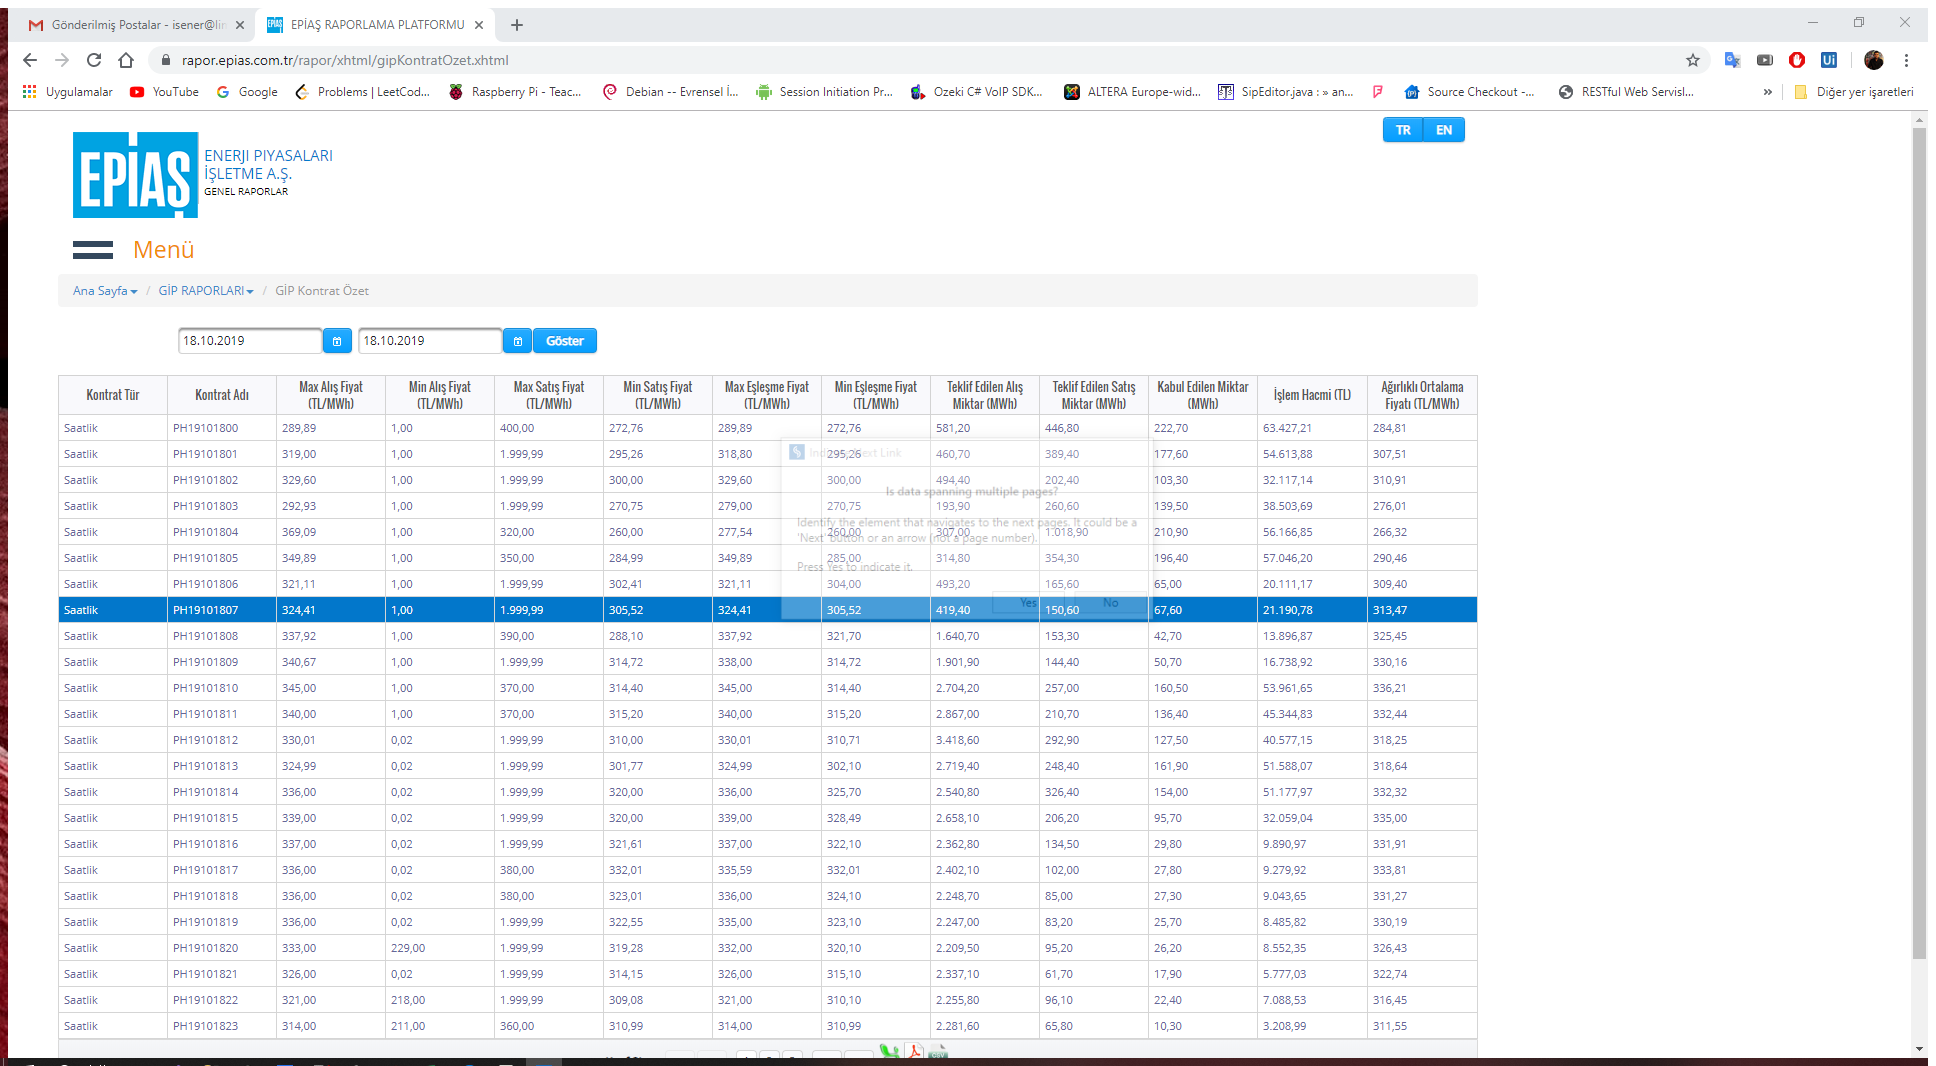 Gönderilmiş Postalar - isener@lin
EPİAŞ RAPORLAMA PLATFORMU
rapor.epias.com.tr/rapor/xhtml/gipKontratOzet.xhtml
Uygulamalar YouTube Google Problems | LeetCod... Raspberry Pi - Teac... Debian -- Evrensel İ... Session Initiation Pr... Ozeki C# VoIP SDK... ALTERA Europe-wid... SipEditor.java : » an... Source Checkout -... RESTful Web Servisl... » Diğer yer işaretleri
TR EN
EPİAŞ
ENERJI PIYASALARI
İŞLETME A.Ş.
GENEL RAPORLAR
Menü
Ana Sayfa / GİP RAPORLARI / GİP Kontrat Özet
18.10.2019 18.10.2019 Göster
Kontrat Tür Kontrat Adı Max Alış Fiyat (TL/MWh) Min Alış Fiyat (TL/MWh) Max Satış Fiyat (TL/MWh) Min Satış Fiyat (TL/MWh) Max Eşleşme Fiyat (TL/MWh) Min Eşleşme Fiyat (TL/MWh) Teklif Edilen Alış Miktar (MWh) Teklif Edilen Satış Miktar (MWh) Kabul Edilen Miktar (MWh) İşlem Hacmi (TL) Ağırlıklı Ortalama Fiyatı (TL/MWh)
Saatlik PH19101800 289,89 1,00 400,00 272,76 289,89 272,76 581,20 446,80 222,70 63.427,21 284,81
Saatlik PH19101801 319,00 1,00 1.999,99 295,26 318,80 295,26 460,70 389,40 177,60 54.613,88 307,51
Saatlik PH19101802 329,60 1,00 1.999,99 300,00 329,60 300,00 494,40 202,40 103,30 32.117,14 310,91
Saatlik PH19101803 292,93 1,00 1.999,99 270,75 279,00 270,75 193,90 260,60 139,50 38.503,69 276,01
Saatlik PH19101804 369,09 1,00 320,00 260,00 277,54 260,00 307,00 1.018,90 210,90 56.166,85 266,32
Saatlik PH19101805 349,89 1,00 350,00 284,99 349,89 285,00 314,80 354,30 196,40 57.046,20 290,46
Saatlik PH19101806 321,11 1,00 1.999,99 302,41 321,11 304,00 493,20 165,60 65,00 20.111,17 309,40
Saatlik PH19101807 324,41 1,00 1.999,99 305,52 324,41 305,52 419,40 150,60 67,60 21.190,78 313,47
Saatlik PH19101808 337,92 1,00 390,00 288,10 337,92 321,70 1.640,70 153,30 42,70 13.896,87 325,45
Saatlik PH19101809 340,67 1,00 1.999,99 314,72 338,00 314,72 1.901,90 144,40 50,70 16.738,92 330,16
Saatlik PH19101810 345,00 1,00 370,00 314,40 345,00 314,40 2.704,20 257,00 160,50 53.961,65 336,21
Saatlik PH19101811 340,00 1,00 370,00 315,20 340,00 315,20 2.867,00 210,70 136,40 45.344,83 332,44
Saatlik PH19101812 330,01 0,02 1.999,99 310,00 330,01 310,71 3.418,60 292,90 127,50 40.577,15 318,25
Saatlik PH19101813 324,99 0,02 1.999,99 301,77 324,99 302,10 2.719,40 248,40 161,90 51.588,07 318,64
Saatlik PH19101814 336,00 0,02 1.999,99 320,00 336,00 325,70 2.540,80 326,40 154,00 51.177,97 332,32
Saatlik PH19101815 339,00 0,02 1.999,99 320,00 339,00 328,49 2.658,10 206,20 95,70 32.059,04 335,00
Saatlik PH19101816 337,00 0,02 1.999,99 321,61 337,00 322,10 2.362,80 134,50 29,80 9.890,97 331,91
Saatlik PH19101817 336,00 0,02 380,00 332,01 335,59 332,01 2.402,10 102,00 27,80 9.279,92 333,81
Saatlik PH19101818 336,00 0,02 380,00 323,01 336,00 324,10 2.248,70 85,00 27,30 9.043,65 331,27
Saatlik PH19101819 336,00 0,02 1.999,99 322,55 335,00 323,10 2.247,00 83,20 25,70 8.485,82 330,19
Saatlik PH19101820 333,00 229,00 1.999,99 319,28 332,00 320,10 2.209,50 95,20 26,20 8.552,35 326,43
Saatlik PH19101821 326,00 0,02 1.999,99 314,15 326,00 315,10 2.337,10 61,70 17,90 5.777,03 322,74
Saatlik PH19101822 321,00 218,00 1.999,99 309,08 321,00 310,10 2.255,80 96,10 22,40 7.088,53 316,45
Saatlik PH19101823 314,00 211,00 360,00 310,99 314,00 310,99 2.281,60 65,80 10,30 3.208,99 311,55
Next Link
Is data spanning multiple pages?
Identify the element that navigates to the next pages. It could be a
'Next' button or an arrow (not a page number).
Press Yes to indicate it.
Yes No